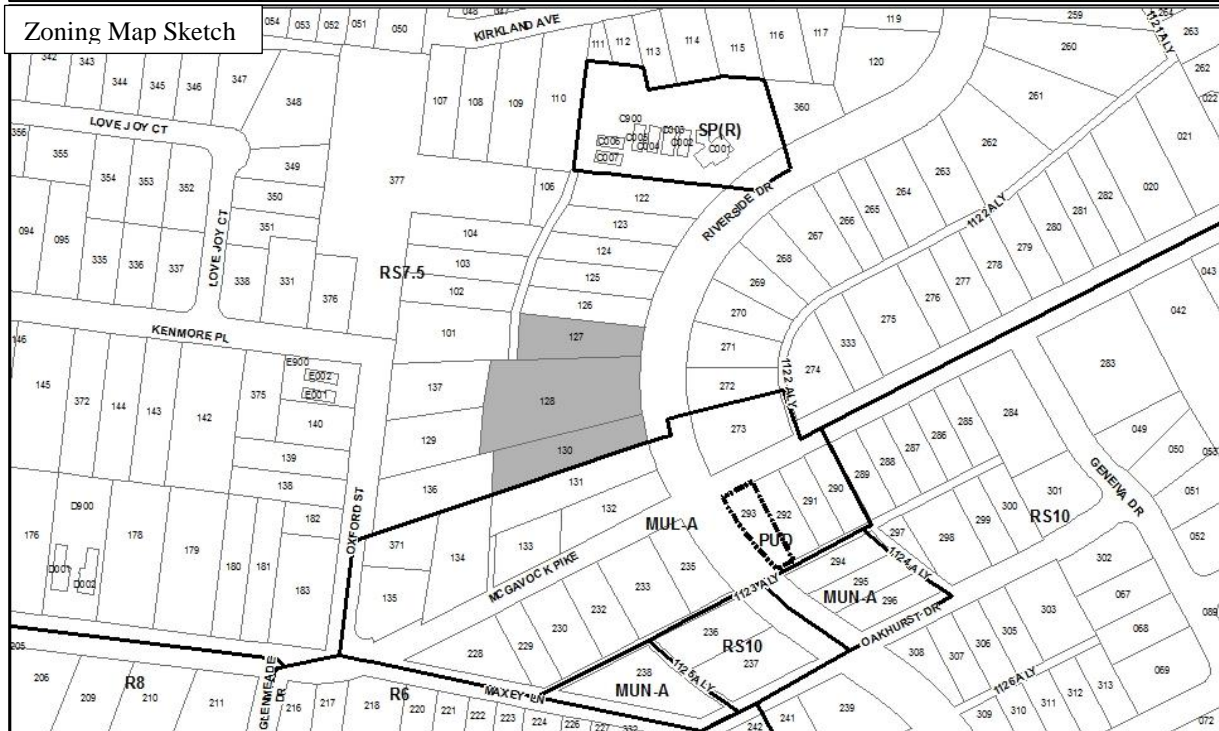 Zoning Map Sketch
054 053 052 051 050 048 047
KIRKLAND AVE
111 112 113 114 115 116 117 119 120
259 260 254 263 262 022
1121 ALY
342 343 344 345 346 347 348
107 108 109 110
360
261
021
SP(R)
C900
C006 C005 C004 C003 C002 C001
C007
LOVEJOY CT
356 355 354 353 352 349 350 351
377
106
122
123
124
125
126
RIVERSIDE DR
262 263 264 265 266 267 268 269 270 271 272
1122 ALY
282 281 280 279 278 277 276 275 333 274
020
043 042
094 095 335 336 337
LOVEJOY CT
338 331 376
RS7.5
104
103
102
101
127
128
130
137
129
136
131
132
133
134
371
135
KENMORE PL
146 145 372 144 143 142 375
E900
E002
E001
140
139
138
182
183
176 178 179 180 181
D900
D001 D002
OXFORD ST
1122 ALY
273
283
284 285 286 287 288 289 290 291 292 293
049 050 053 051 052
GENEIVA DR
301 300 299 298 297
RS10
302
MUL-A
PUD
MCGAVOCK PIKE
235 233 232 230 229 228
1123 ALY
294 295 296
MUN-A
1124 ALY
OAKHURST DR
236 237
RS10
238
MUN-A
1125 ALY
067 068 069 089
303 305 306 307 308
1126 ALY
309 310 311 312 313
072
205 206 209 210 211
R8
GLENMEADE DR
216 217 218 220 221 222 223 224 226 227
R6
MAXEY LN
242 241 239